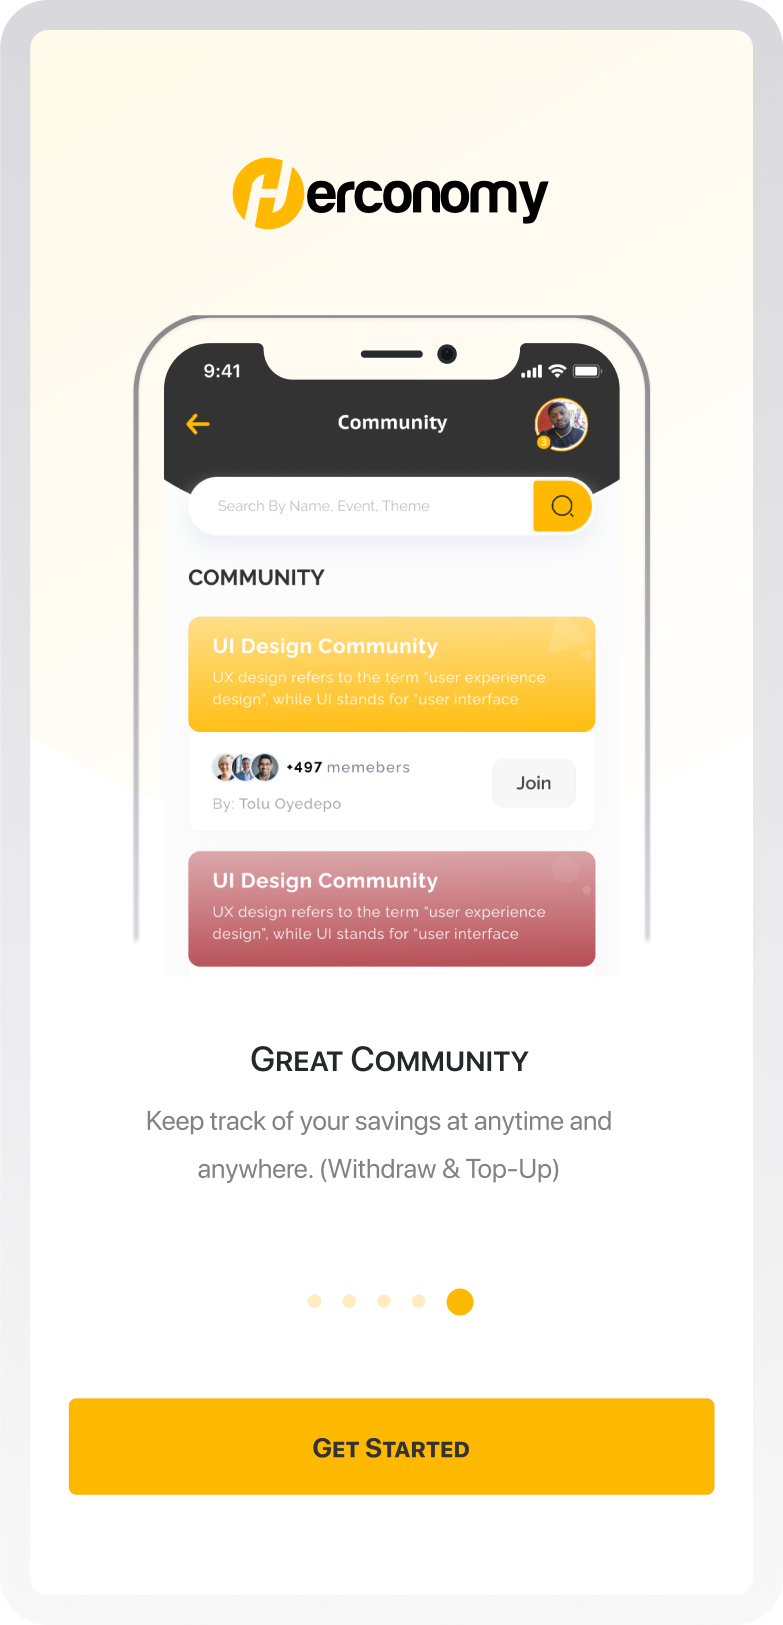 Herconomy
9:41
Community
3
Search By Name, Event, Theme
COMMUNITY
UI Design Community
UX design refers to the term “user experience
design”, while UI stands for “user interface
+497 memebers
Join
By: Tolu Oyedepo
UI Design Community
UX design refers to the term “user experience
design”, while UI stands for “user interface
GREAT COMMUNITY
Keep track of your savings at anytime and
anywhere. (Withdraw & Top-Up)
GET STARTED